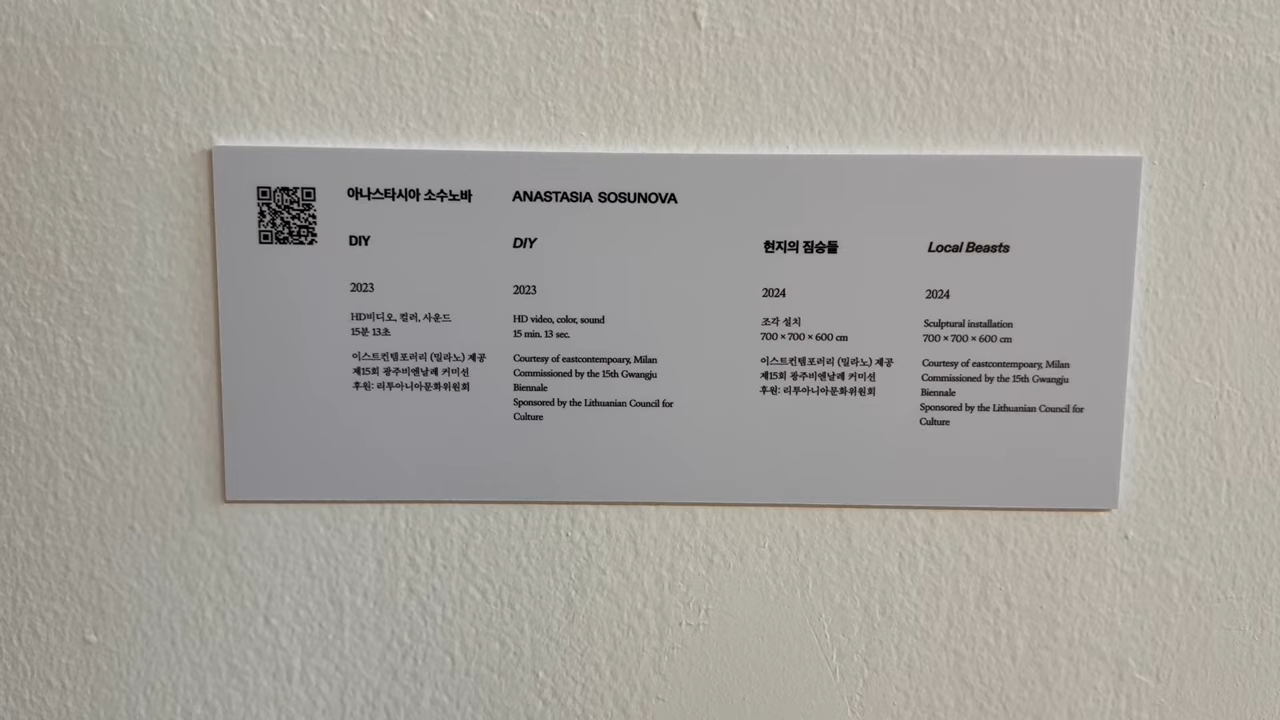 아나스타시아 소수노바
ANASTASIA SOSUNOVA
DIY
2023
HD비디오, 컬러, 사운드
15분 13초
이스트컨템포러리 (밀라노) 제공
제15회 광주비엔날레 커미션
후원: 리투아니아문화위원회
DIY
2023
HD video, color, sound
15 min. 13 sec.
Courtesy of eastcontempoary, Milan
Commissioned by the 15th Gwangju
Biennale
Sponsored by the Lithuanian Council for
Culture
현지의 짐승들
2024
조각 설치
700 × 700 × 600 cm
이스트컨템포러리 (밀라노) 제공
제15회 광주비엔날레 커미션
후원: 리투아니아문화위원회
Local Beasts
2024
Sculptural installation
700 × 700 × 600 cm
Courtesy of eastcontempoary, Milan
Commissioned by the 15th Gwangju
Biennale
Sponsored by the Lithuanian Council for
Culture